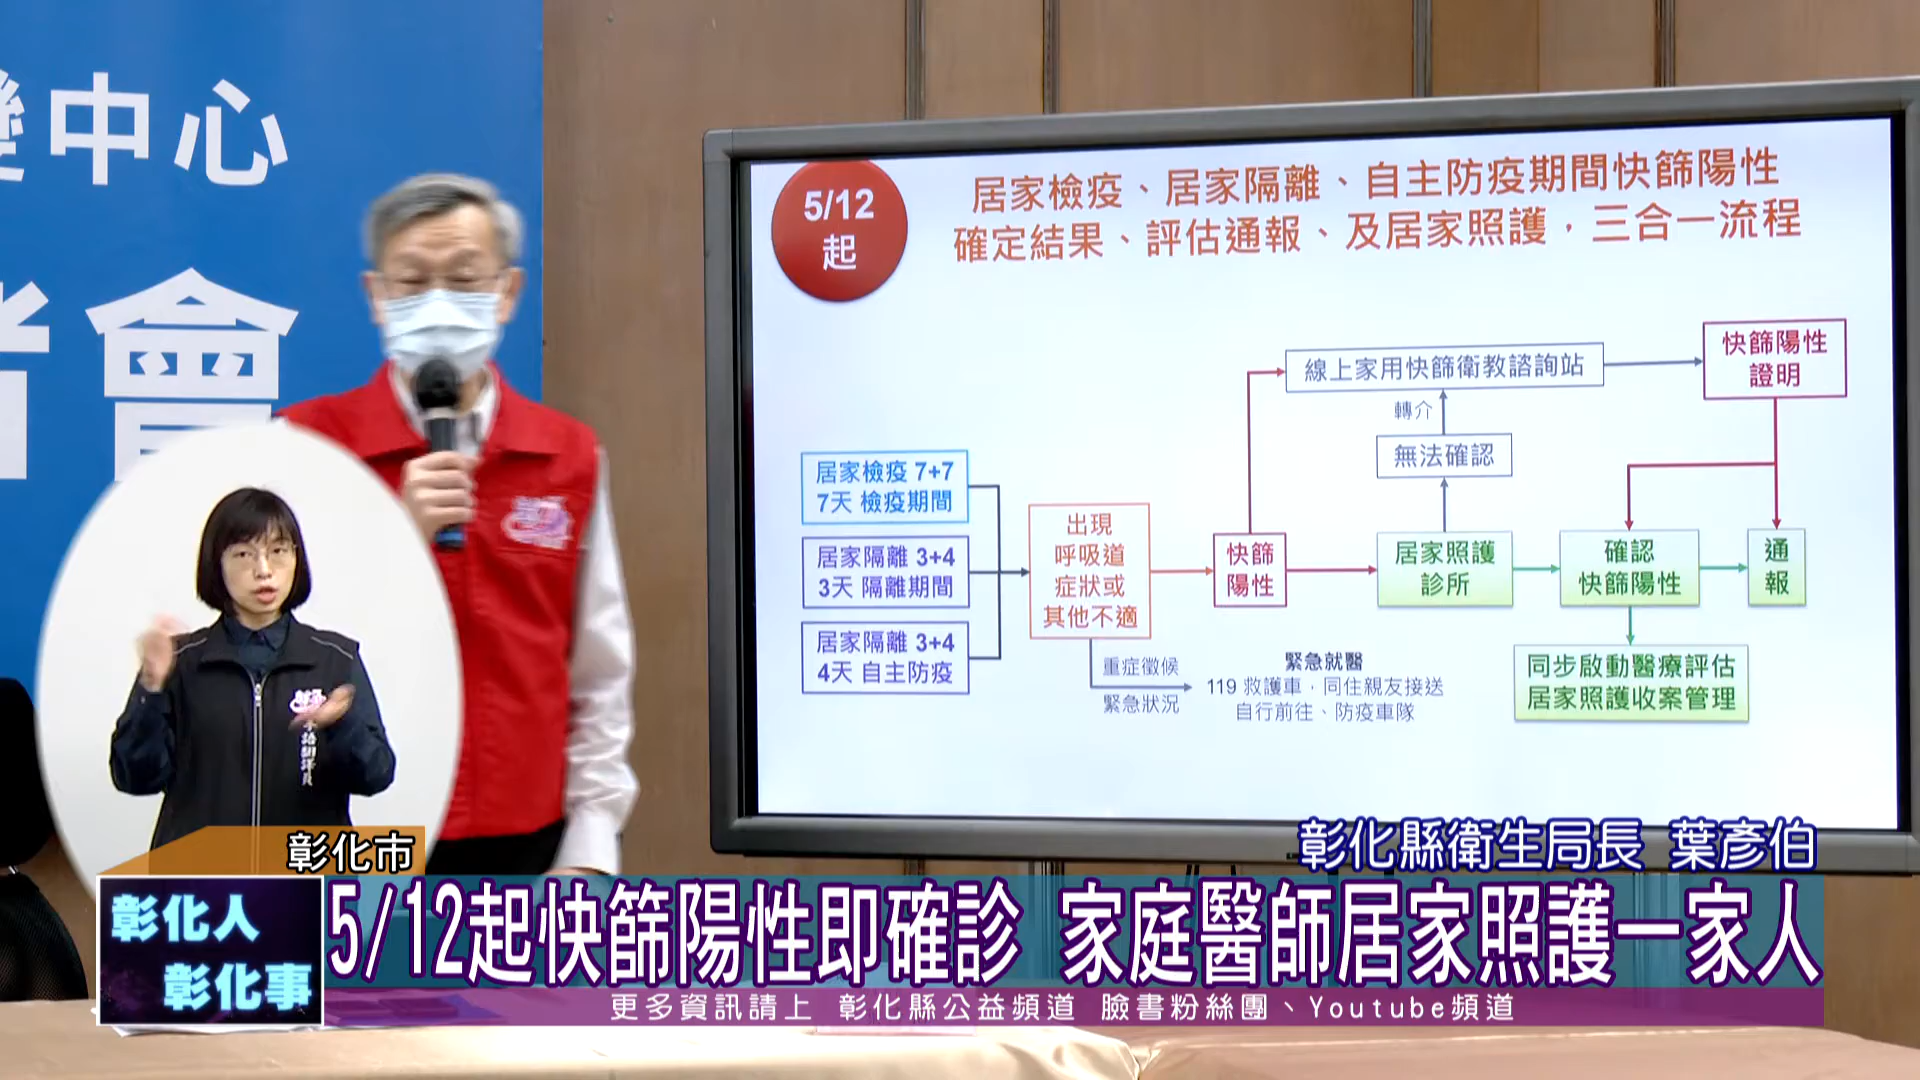 變中心
者會
5/12
起
居家檢疫、居家隔離、自主防疫期間快篩陽性
確定結果、評估通報、及居家照護，三合一流程
居家檢疫 7+7
7天 檢疫期間
居家隔離 3+4
3天 隔離期間
居家隔離 3+4
4天 自主防疫
出現
呼吸道
症狀或
其他不適
重症徵候
緊急狀況
緊急就醫
119 救護車，同住親友接送
自行前往、防疫車隊
快篩
陽性
線上家用快篩衛教諮詢站
轉介
無法確認
居家照護
診所
快篩陽性
證明
確認
快篩陽性
通
報
同步啟動醫療評估
居家照護收案管理
彰化縣衛生局長 葉彥伯
彰化市
彰化人
彰化事
5/12起快篩陽性即確診 家庭醫師居家照護一家人
更多資訊請上 彰化縣公益頻道 臉書粉絲團、Youtube頻道